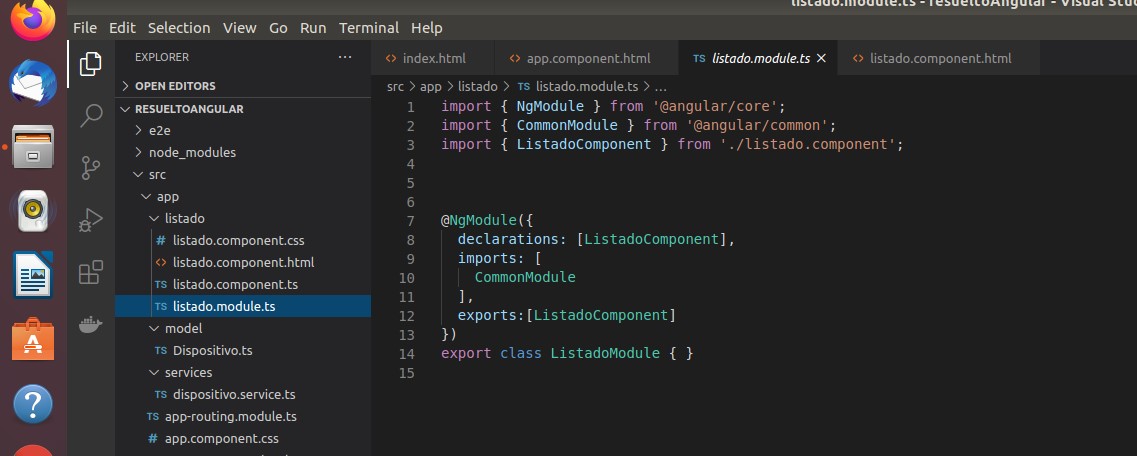 listado.module.ts - resueltoAngular - Visual Stu
File Edit Selection View Go Run Terminal Help
EXPLORER ...
OPEN EDITORS
RESUELTOANGULAR
e2e
node_modules
src
app
listado
# listado.component.css
<> listado.component.html
TS listado.component.ts
TS listado.module.ts
model
TS Dispositivo.ts
services
TS dispositivo.service.ts
TS app-routing.module.ts
# app.component.css
<> index.html <> app.component.html TS listado.module.ts × <> listado.component.html
src > app > listado > TS listado.module.ts > ...
1 import { NgModule } from '@angular/core';
2 import { CommonModule } from '@angular/common';
3 import { ListadoComponent } from './listado.component';
4
5
6
7 @NgModule({
8 declarations: [ListadoComponent],
9 imports: [
10 CommonModule
11 ],
12 exports:[ListadoComponent]
13 })
14 export class ListadoModule { }
15